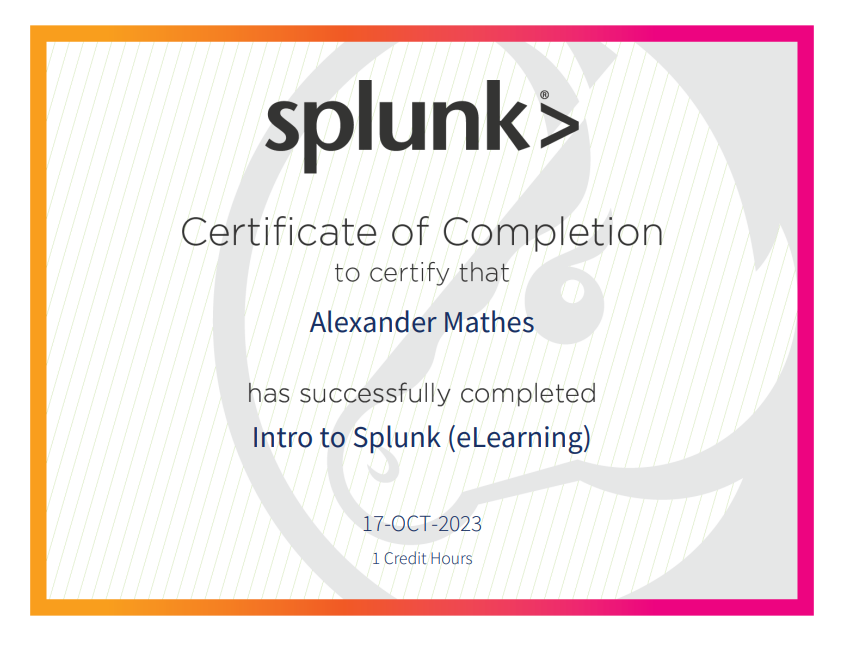 splunk>®
Certificate of Completion
to certify that
Alexander Mathes
has successfully completed
Intro to Splunk (eLearning)
17-OCT-2023
1 Credit Hours